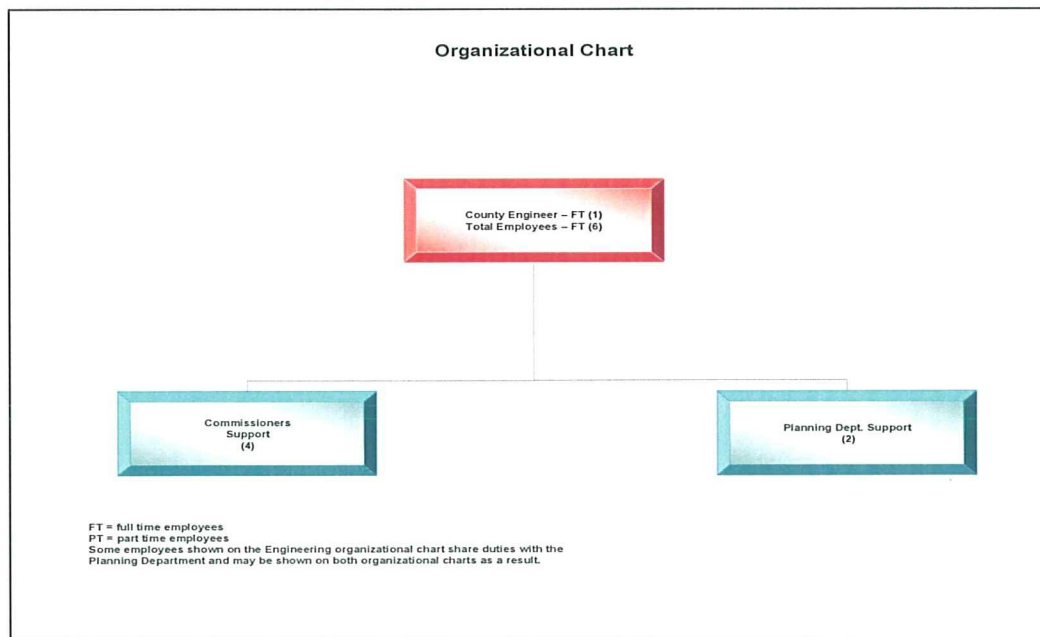 Organizational Chart
County Engineer – FT (1)
Total Employees – FT (6)
Commissioners
Support
(4)
Planning Dept. Support
(2)
FT = full time employees
PT = part time employees
Some employees shown on the Engineering organizational chart share duties with the
Planning Department and may be shown on both organizational charts as a result.